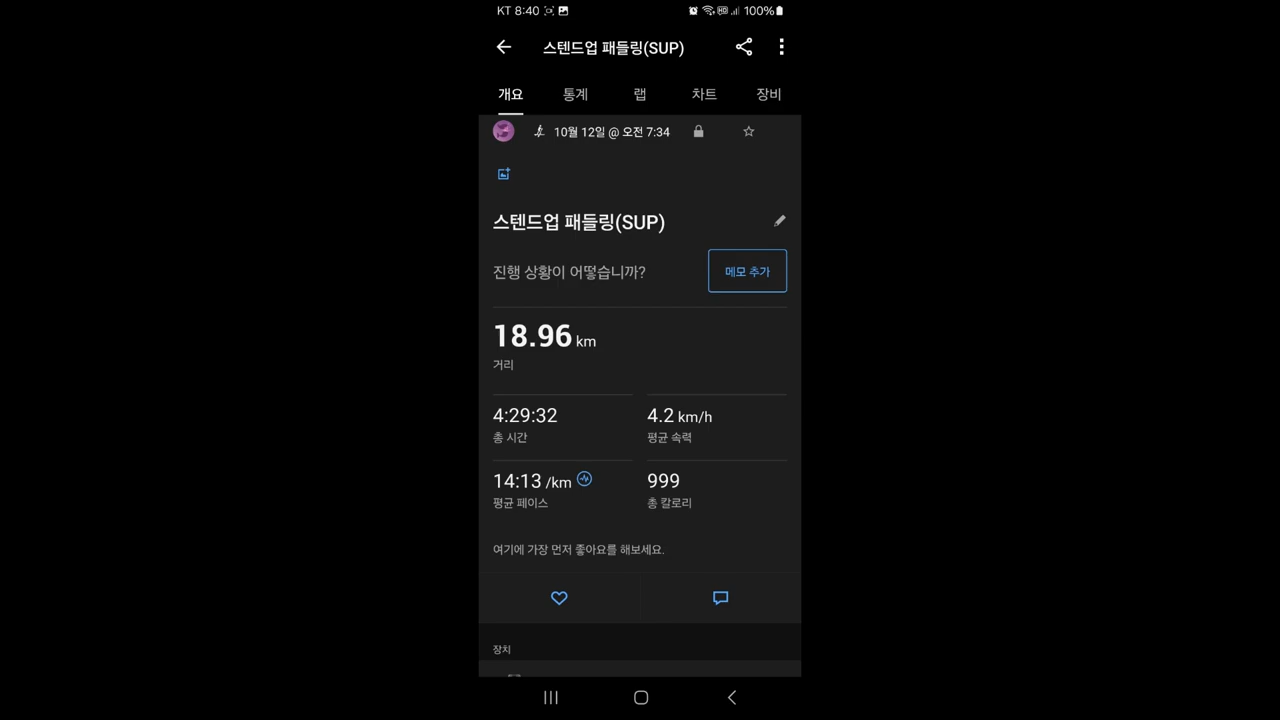 KT 8:40 100%
스텐드업 패들링(SUP)
개요 통계 랩 차트 장비
10월 12일 @ 오전 7:34
스텐드업 패들링(SUP)
진행 상황이 어떻습니까? 메모 추가
18.96 km
거리
4:29:32 4.2 km/h
총 시간 평균 속력
14:13 /km 999
평균 페이스 총 칼로리
여기에 가장 먼저 좋아요를 해보세요.
장치